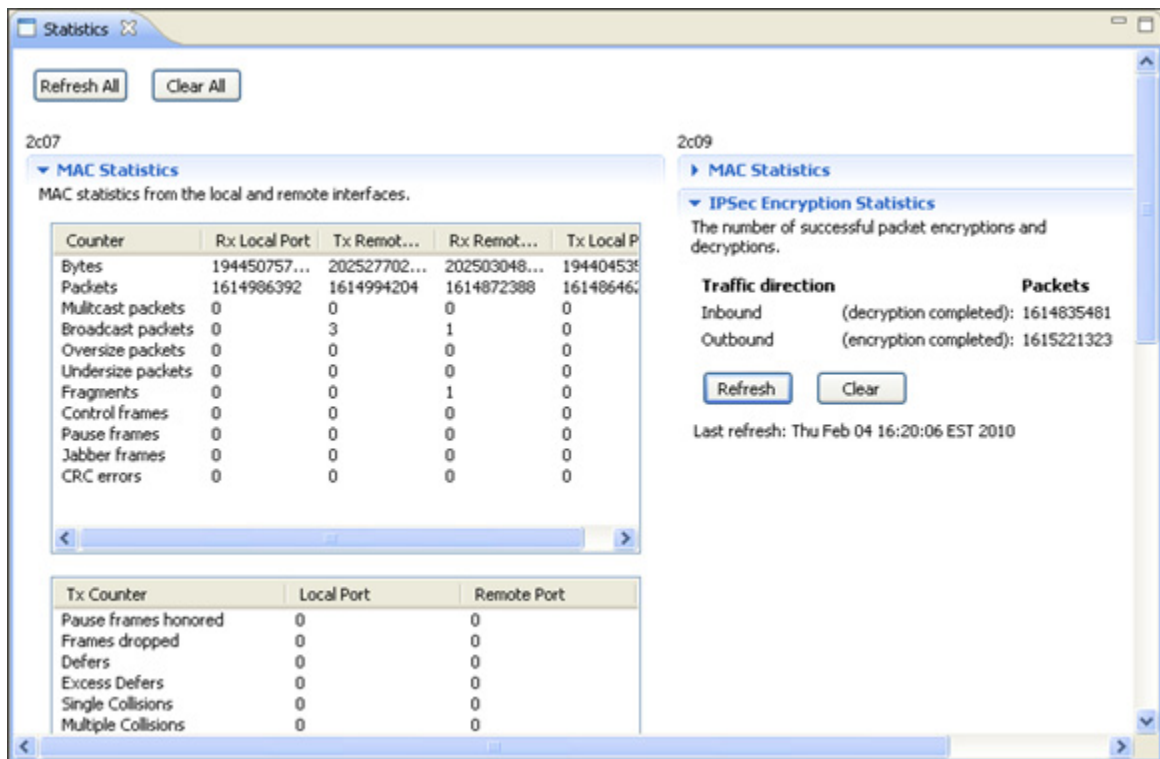 Statistics
Refresh All Clear All
2c07
MAC Statistics
MAC statistics from the local and remote interfaces.
Counter Rx Local Port Tx Remot... Rx Remot... Tx Local P
Bytes 194450757... 202527702... 202503048... 19440453
Packets 1614986392 1614994204 1614872388 161486462
Mulitcast packets 0 0 0 0
Broadcast packets 0 3 1 0
Oversize packets 0 0 0 0
Undersize packets 0 0 0 0
Fragments 0 0 1 0
Control frames 0 0 0 0
Pause frames 0 0 0 0
Jabber frames 0 0 0 0
CRC errors 0 0 0 0
Tx Counter Local Port Remote Port
Pause frames honored 0 0
Frames dropped 0 0
Defers 0 0
Excess Defers 0 0
Single Collisions 0 0
Multiple Collisions 0 0
2c09
MAC Statistics
IPSec Encryption Statistics
The number of successful packet encryptions and
decryptions.
Traffic direction Packets
Inbound (decryption completed): 1614835481
Outbound (encryption completed): 1615221323
Refresh Clear
Last refresh: Thu Feb 04 16:20:06 EST 2010